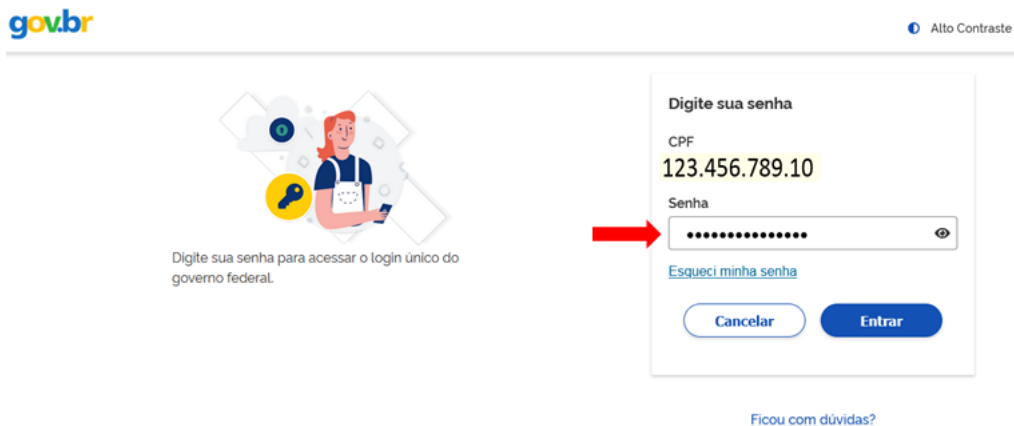 gov.br
Alto Contraste
Digite sua senha para acessar o login único do
governo federal.
Digite sua senha
CPF
123.456.789.10
Senha
•••••••••••••••
Esqueci minha senha
Cancelar
Entrar
Ficou com dúvidas?